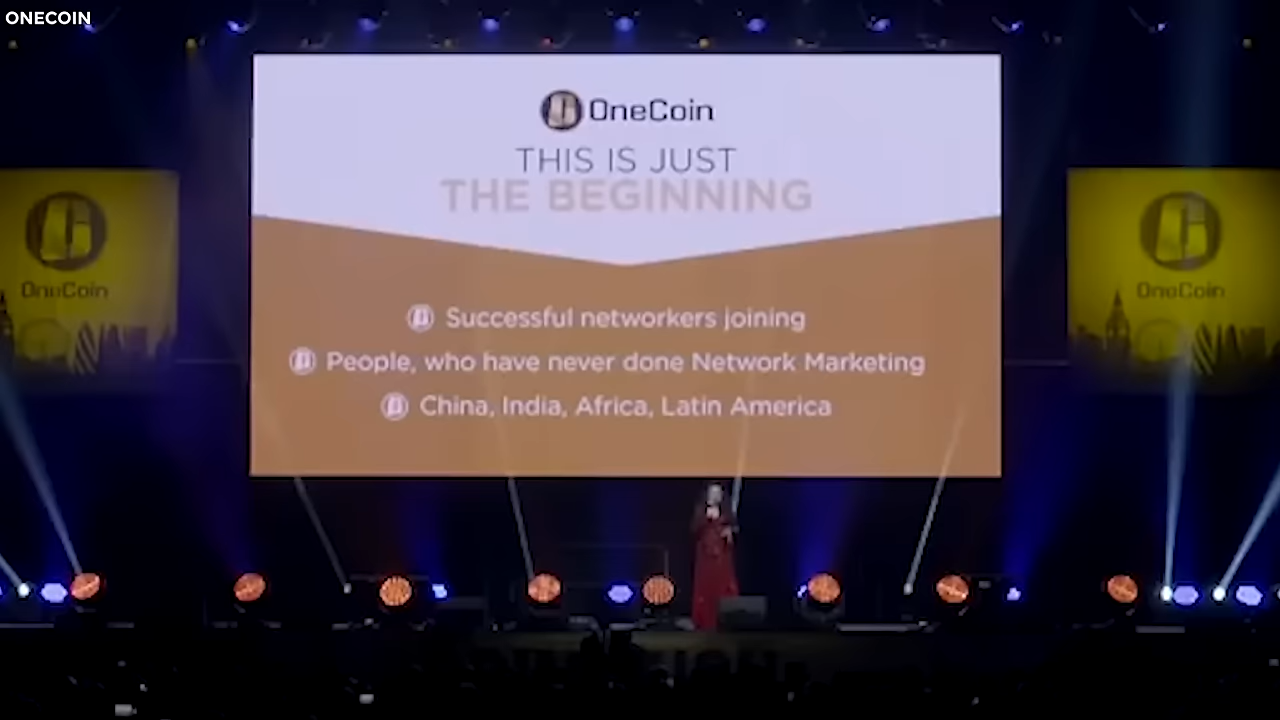 ONECOIN
OneCoin
THIS IS JUST
THE BEGINNING
OneCoin
OneCoin
Successful networkers joining
People, who have never done Network Marketing
China, India, Africa, Latin America